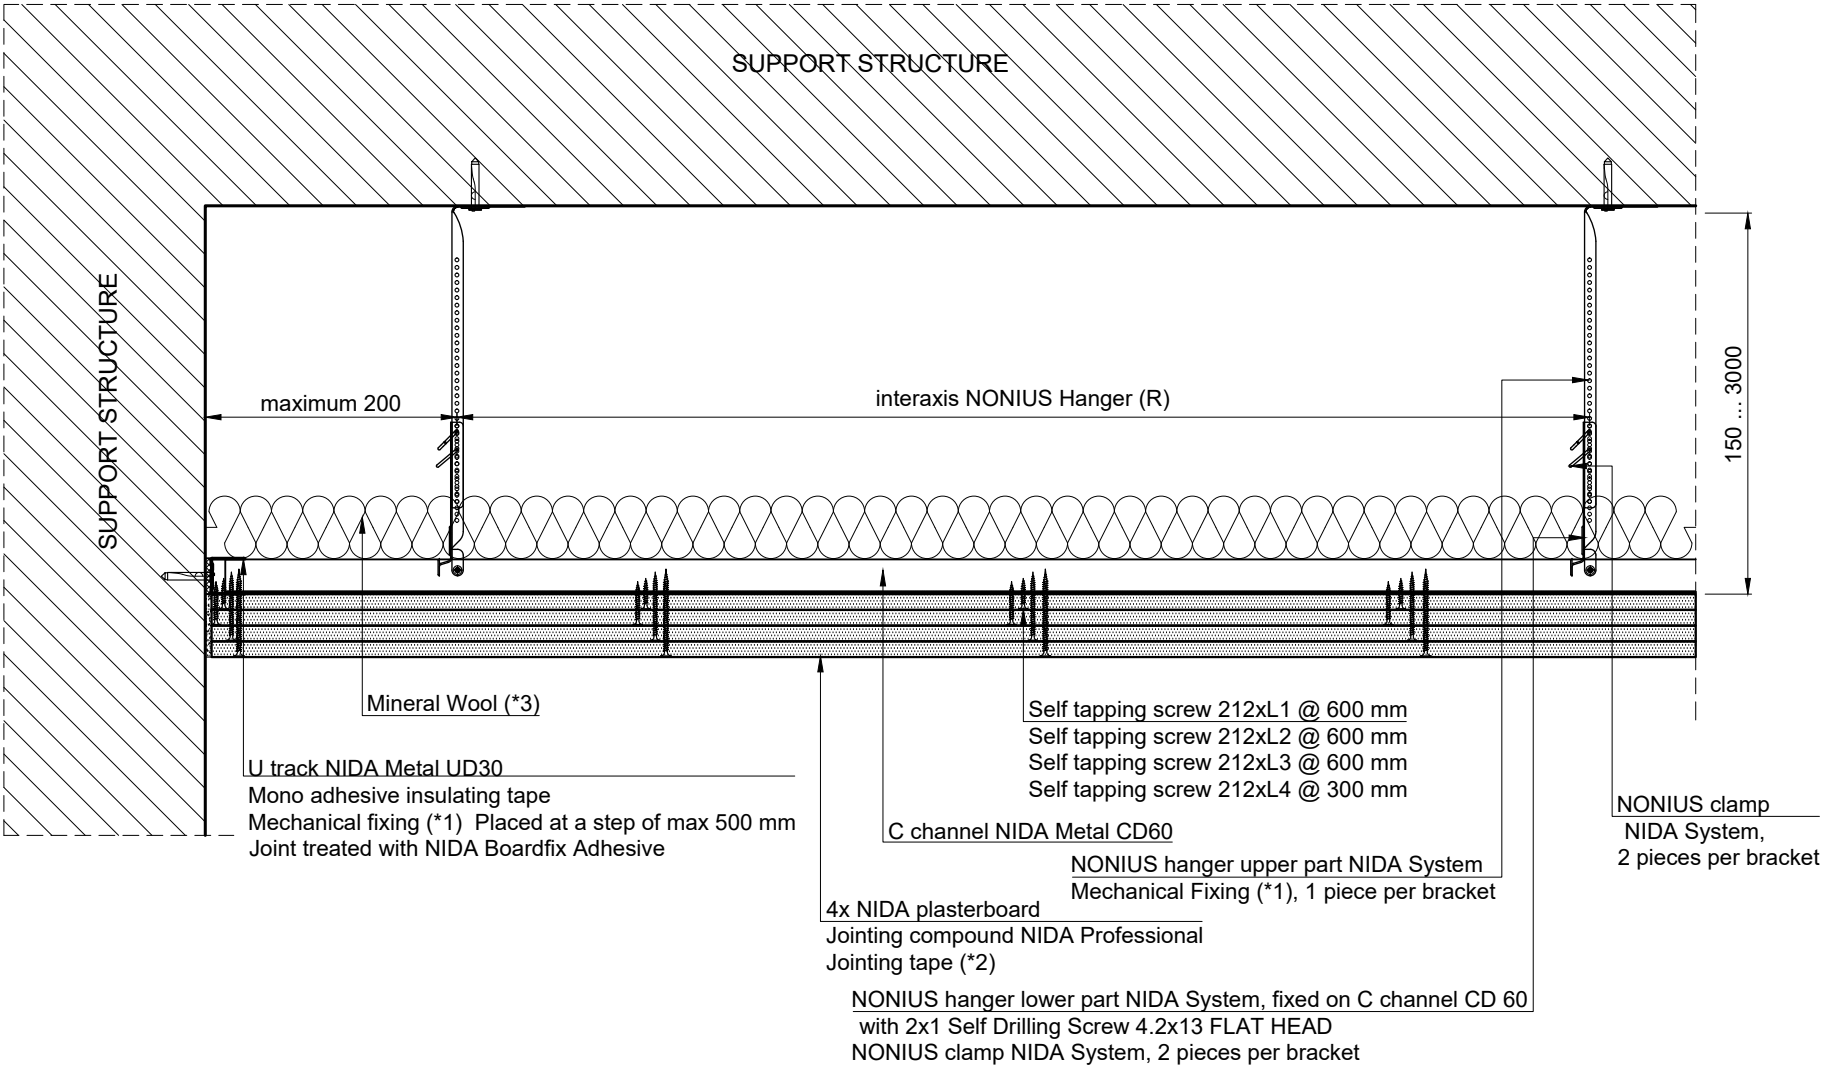 SUPPORT STRUCTURE
SUPPORT STRUCTURE
maximum 200
interaxis NONIUS Hanger (R)
150 ... 3000
Mineral Wool (*3)
Self tapping screw 212xL1 @ 600 mm
Self tapping screw 212xL2 @ 600 mm
Self tapping screw 212xL3 @ 600 mm
Self tapping screw 212xL4 @ 300 mm
U track NIDA Metal UD30
Mono adhesive insulating tape
Mechanical fixing (*1) Placed at a step of max 500 mm
Joint treated with NIDA Boardfix Adhesive
C channel NIDA Metal CD60
NONIUS clamp
NIDA System,
2 pieces per bracket
NONIUS hanger upper part NIDA System
Mechanical Fixing (*1), 1 piece per bracket
4x NIDA plasterboard
Jointing compound NIDA Professional
Jointing tape (*2)
NONIUS hanger lower part NIDA System, fixed on C channel CD 60
with 2x1 Self Drilling Screw 4.2x13 FLAT HEAD
NONIUS clamp NIDA System, 2 pieces per bracket